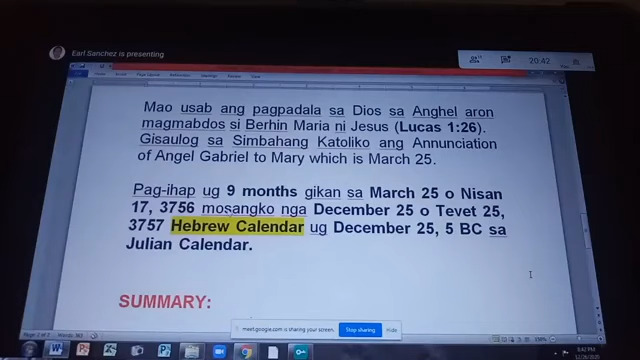 Earl Sanchez is presenting
20:42
Mao usab ang pagpadala sa Dios sa Anghel aron
magmabdos si Berhin Maria ni Jesus (Lucas 1:26).
Gisaulog sa Simbahang Katoliko ang Annunciation
of Angel Gabriel to Mary which is March 25.
Pag-ihap ug 9 months gikan sa March 25 o Nisan
17, 3756 mosangko nga December 25 o Tevet 25,
3757 Hebrew Calendar ug December 25, 5 BC sa
Julian Calendar.
SUMMARY:
meet.google.com is sharing your screen. Stop sharing Hide